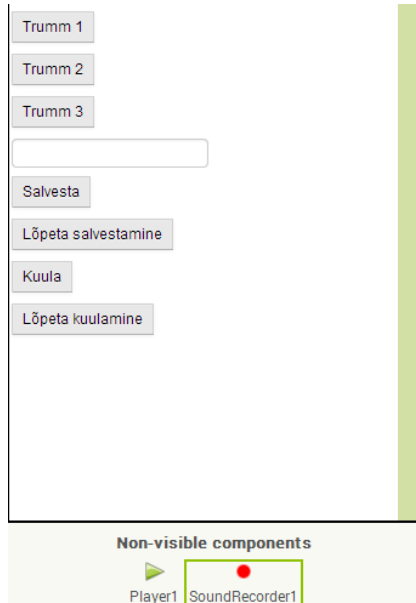 Trumm 1
Trumm 2
Trumm 3
Salvesta
Lõpeta salvestamine
Kuula
Lõpeta kuulamine
Non-visible components
Player1 SoundRecorder1